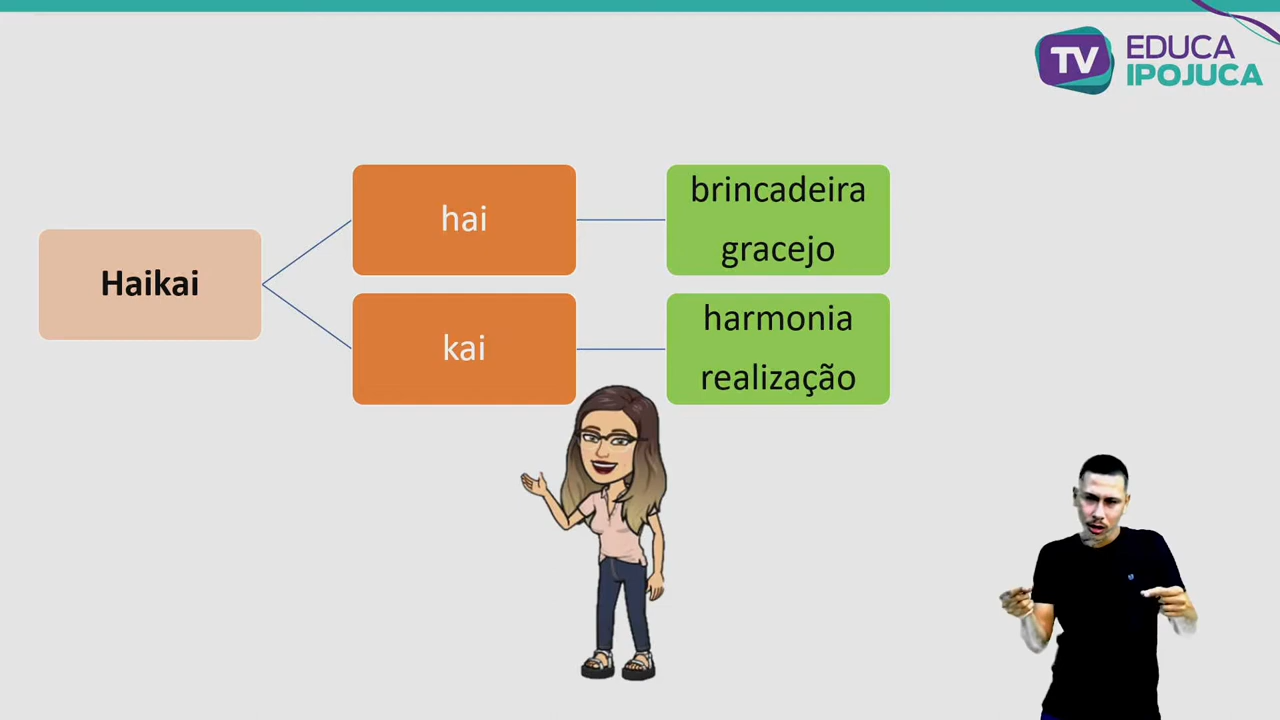 TV EDUCA
IPOJUCA
Haikai
hai
brincadeira
gracejo
kai
harmonia
realização